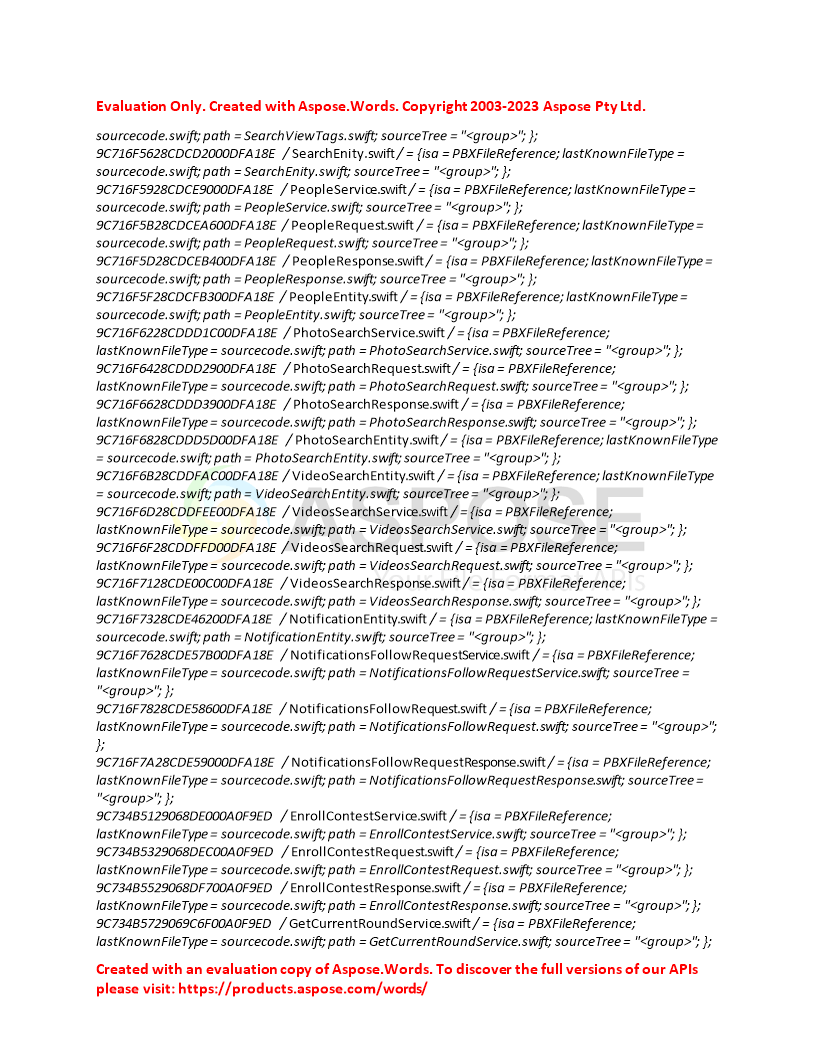 Evaluation Only. Created with Aspose.Words. Copyright 2003-2023 Aspose Pty Ltd.
sourcecode.swift; path = SearchViewTags.swift; sourceTree = "<group>"; };
9C716F5628CDCD2000DFA18E / SearchEnity.swift / = {isa = PBXFileReference; lastKnownFileType =
sourcecode.swift; path = SearchEnity.swift; sourceTree = "<group>"; };
9C716F5928CDCE9000DFA18E / PeopleService.swift / = {isa = PBXFileReference; lastKnownFileType =
sourcecode.swift; path = PeopleService.swift; sourceTree = "<group>"; };
9C716F5B28CDCEA600DFA18E / PeopleRequest.swift / = {isa = PBXFileReference; lastKnownFileType =
sourcecode.swift; path = PeopleRequest.swift; sourceTree = "<group>"; };
9C716F5D28CDCEB400DFA18E / PeopleResponse.swift / = {isa = PBXFileReference; lastKnownFileType =
sourcecode.swift; path = PeopleResponse.swift; sourceTree = "<group>"; };
9C716F5F28CDCFB300DFA18E / PeopleEntity.swift / = {isa = PBXFileReference; lastKnownFileType =
sourcecode.swift; path = PeopleEntity.swift; sourceTree = "<group>"; };
9C716F6228CDDD1C00DFA18E / PhotoSearchService.swift / = {isa = PBXFileReference;
lastKnownFileType = sourcecode.swift; path = PhotoSearchService.swift; sourceTree = "<group>"; };
9C716F6428CDDD2900DFA18E / PhotoSearchRequest.swift / = {isa = PBXFileReference;
lastKnownFileType = sourcecode.swift; path = PhotoSearchRequest.swift; sourceTree = "<group>"; };
9C716F6628CDDD3900DFA18E / PhotoSearchResponse.swift / = {isa = PBXFileReference;
lastKnownFileType = sourcecode.swift; path = PhotoSearchResponse.swift; sourceTree = "<group>"; };
9C716F6828CDDD5D00DFA18E / PhotoSearchEntity.swift / = {isa = PBXFileReference; lastKnownFileType
= sourcecode.swift; path = PhotoSearchEntity.swift; sourceTree = "<group>"; };
9C716F6B28CDDFAC00DFA18E / VideoSearchEntity.swift / = {isa = PBXFileReference; lastKnownFileType
= sourcecode.swift; path = VideoSearchEntity.swift; sourceTree = "<group>"; };
9C716F6D28CDDFEE00DFA18E / VideosSearchService.swift / = {isa = PBXFileReference;
lastKnownFileType = sourcecode.swift; path = VideosSearchService.swift; sourceTree = "<group>"; };
9C716F6F28CDDFFD00DFA18E / VideosSearchRequest.swift / = {isa = PBXFileReference;
lastKnownFileType = sourcecode.swift; path = VideosSearchRequest.swift; sourceTree = "<group>"; };
9C716F7128CDE00C00DFA18E / VideosSearchResponse.swift / = {isa = PBXFileReference;
lastKnownFileType = sourcecode.swift; path = VideosSearchResponse.swift; sourceTree = "<group>"; };
9C716F7328CDE46200DFA18E / NotificationEntity.swift / = {isa = PBXFileReference; lastKnownFileType =
sourcecode.swift; path = NotificationEntity.swift; sourceTree = "<group>"; };
9C716F7628CDE57B00DFA18E / NotificationsFollowRequestService.swift / = {isa = PBXFileReference;
lastKnownFileType = sourcecode.swift; path = NotificationsFollowRequestService.swift; sourceTree =
"<group>"; };
9C716F7828CDE58600DFA18E / NotificationsFollowRequest.swift / = {isa = PBXFileReference;
lastKnownFileType = sourcecode.swift; path = NotificationsFollowRequest.swift; sourceTree = "<group>";
};
9C716F7A28CDE59000DFA18E / NotificationsFollowRequestResponse.swift / = {isa = PBXFileReference;
lastKnownFileType = sourcecode.swift; path = NotificationsFollowRequestResponse.swift; sourceTree =
"<group>"; };
9C734B5129068DE000A0F9ED / EnrollContestService.swift / = {isa = PBXFileReference;
lastKnownFileType = sourcecode.swift; path = EnrollContestService.swift; sourceTree = "<group>"; };
9C734B5329068DEC00A0F9ED / EnrollContestRequest.swift / = {isa = PBXFileReference;
lastKnownFileType = sourcecode.swift; path = EnrollContestRequest.swift; sourceTree = "<group>"; };
9C734B5529068DF700A0F9ED / EnrollContestResponse.swift / = {isa = PBXFileReference;
lastKnownFileType = sourcecode.swift; path = EnrollContestResponse.swift; sourceTree = "<group>"; };
9C734B5729069C6F00A0F9ED / GetCurrentRoundService.swift / = {isa = PBXFileReference;
lastKnownFileType = sourcecode.swift; path = GetCurrentRoundService.swift; sourceTree = "<group>"; };
ASPOSE
Your File Format APIs
Created with an evaluation copy of Aspose.Words. To discover the full versions of our APIs
please visit: https://products.aspose.com/words/